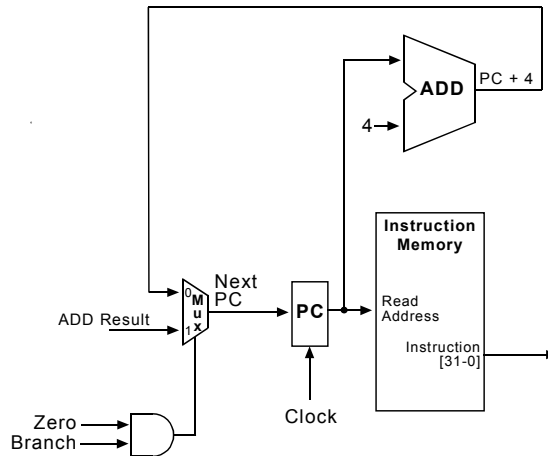 ADD
PC + 4
4
Instruction
Memory
0
Mux
1
Next
PC
ADD Result
PC
Read
Address
Instruction
[31-0]
Clock
Zero
Branch